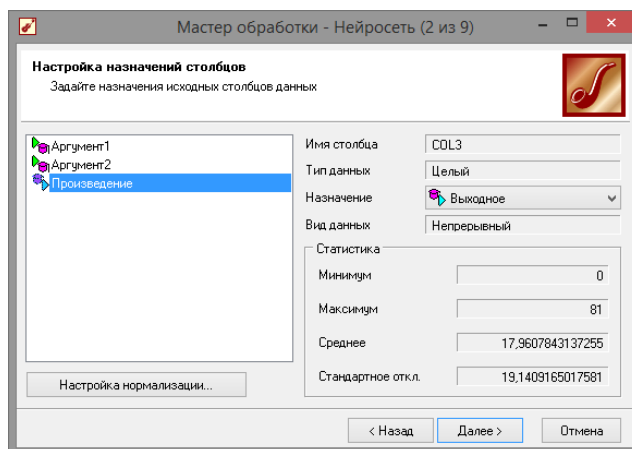 Мастер обработки - Нейросеть (2 из 9)
Настройка назначений столбцов
Задайте назначения исходных столбцов данных
Аргумент1
Аргумент2
Произведение
Имя столбца COL3
Тип данных Целый
Назначение Выходное
Вид данных Непрерывный
Статистика
Минимум 0
Максимум 81
Среднее 17,9607843137255
Стандартное откл. 19,1409165017581
Настройка нормализации...
< Назад Далее > Отмена